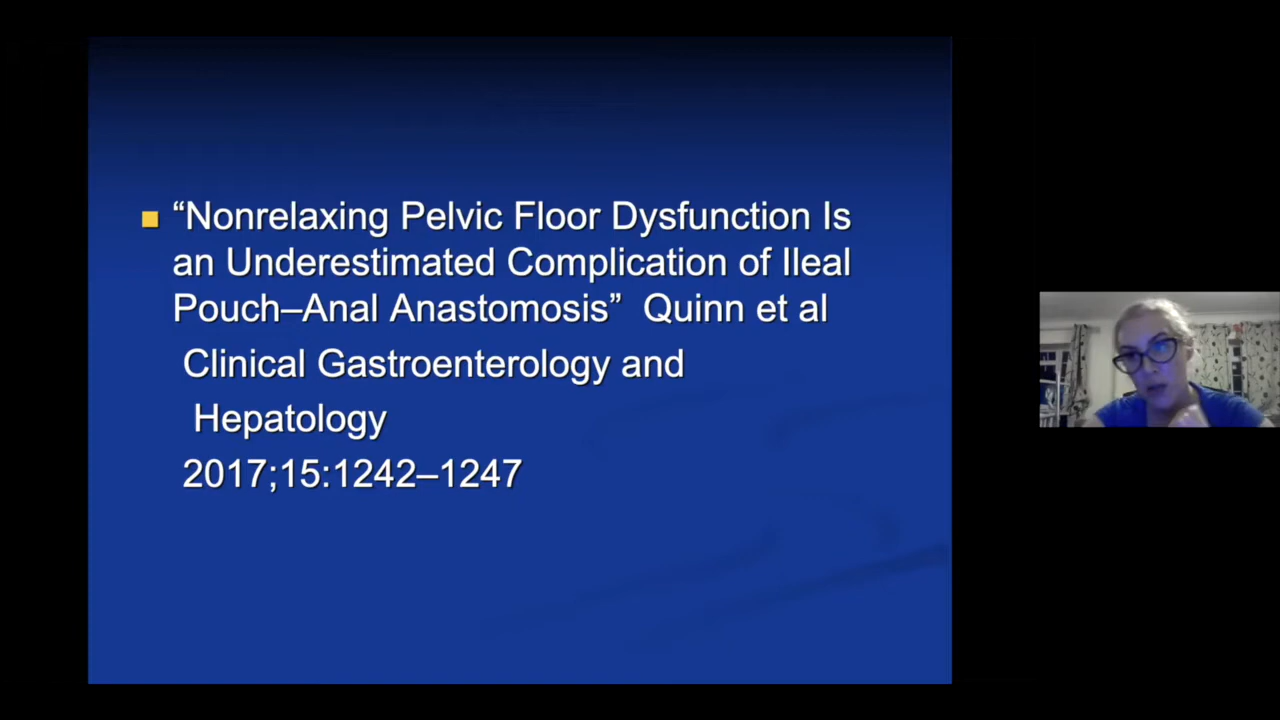 “Nonrelaxing Pelvic Floor Dysfunction Is
an Underestimated Complication of Ileal
Pouch–Anal Anastomosis”  Quinn et al
Clinical Gastroenterology and
Hepatology
2017;15:1242–1247